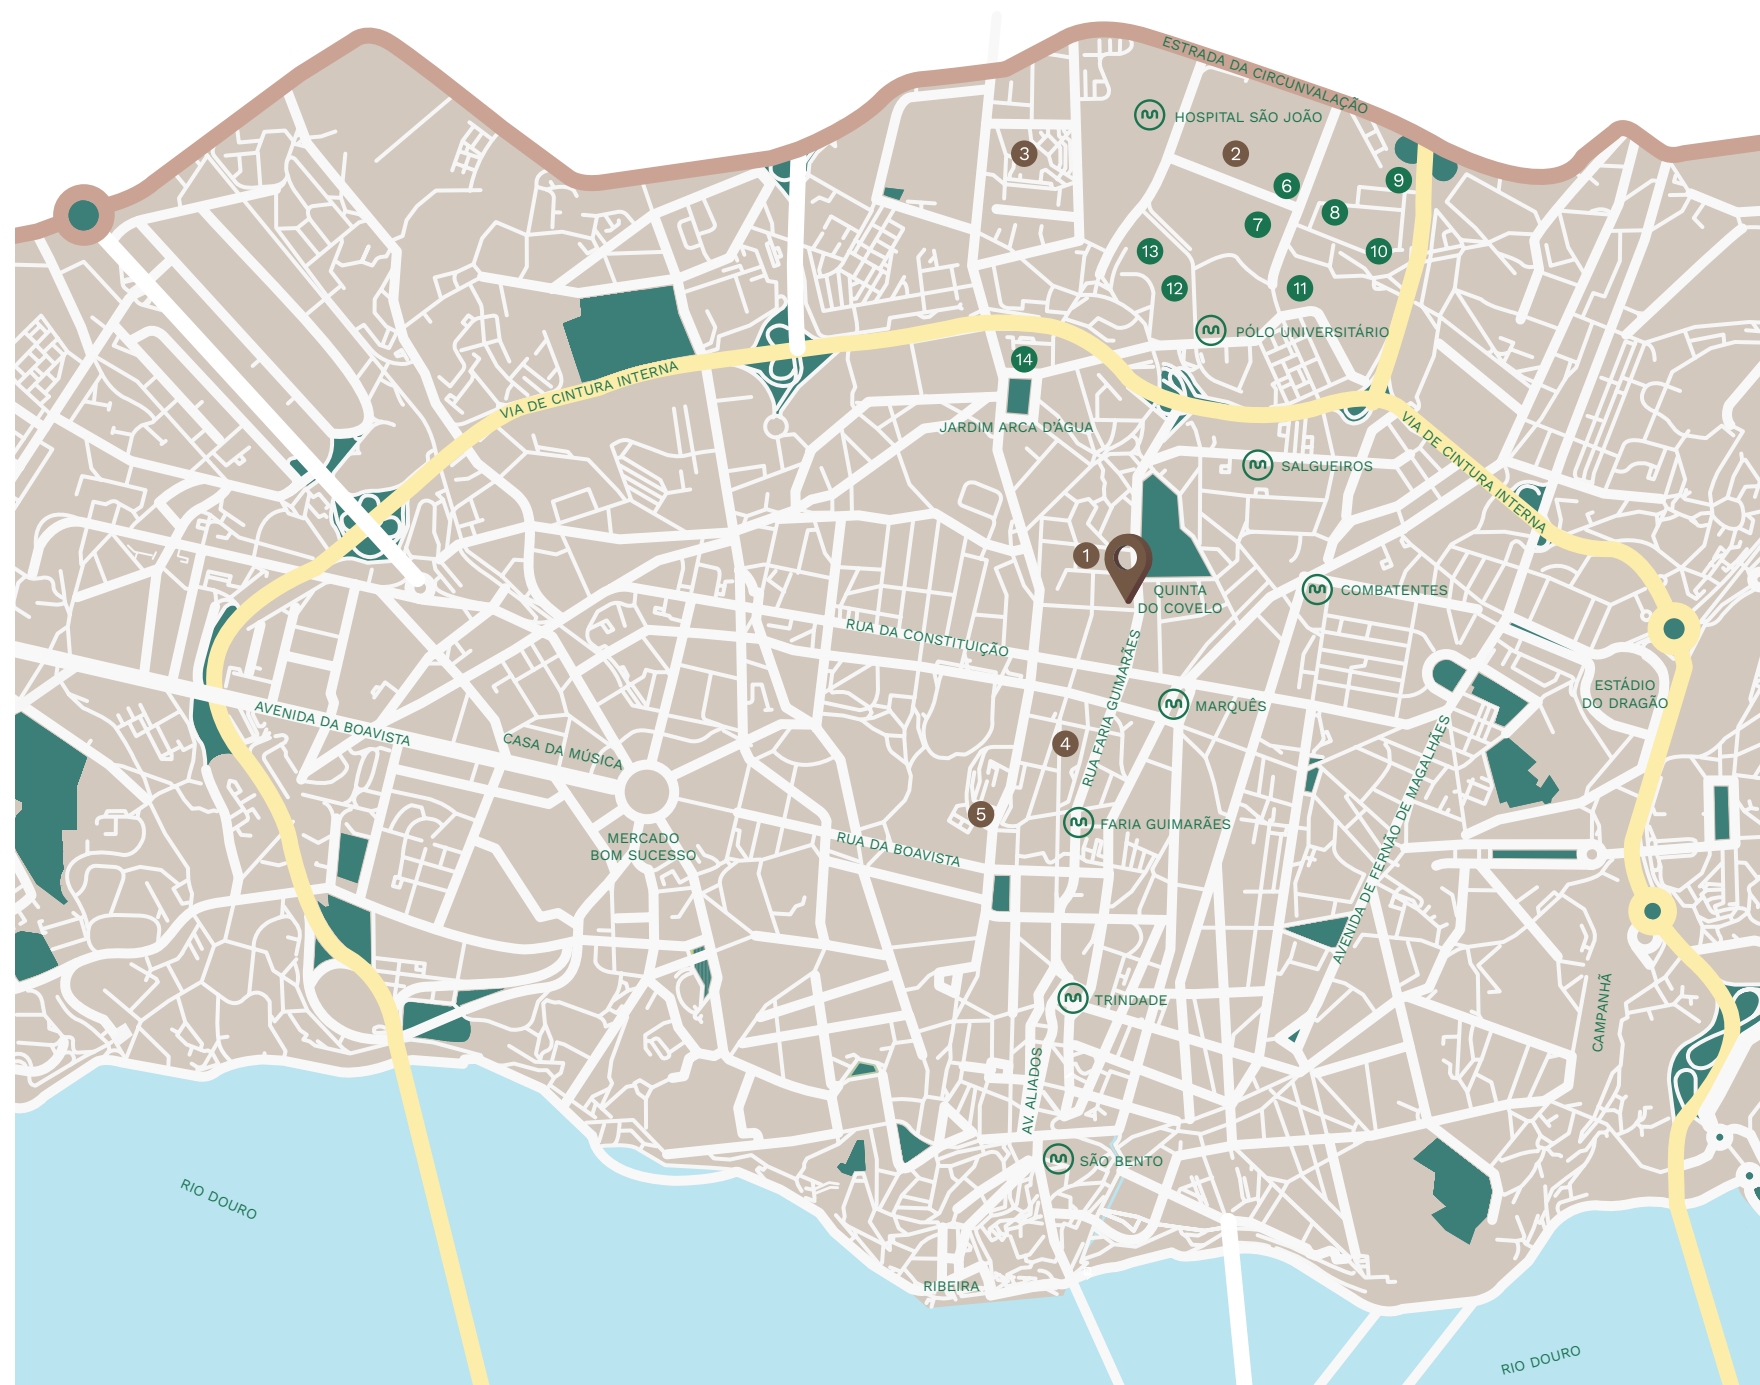 ESTRADA DA CIRCUNVALAÇÃO
HOSPITAL SÃO JOÃO
3
2
6
9
8
7
13
10
12
11
PÓLO UNIVERSITÁRIO
14
VIA DE CINTURA INTERNA
JARDIM ARCA D'ÁGUA
VIA DE CINTURA INTERNA
SALGUEIROS
1
QUINTA
DO COVELO
COMBATENTES
RUA DA CONSTITUIÇÃO
RUA FARIA GUIMARÃES
ESTÁDIO
DO DRAGÃO
MARQUÊS
AVENIDA DA BOAVISTA
CASA DA MÚSICA
4
AVENIDA DE FERNÃO DE MAGALHÃES
5
FARIA GUIMARÃES
MERCADO
BOM SUCESSO
RUA DA BOAVISTA
TRINDADE
CAMPANHÃ
AV. ALIADOS
SÃO BENTO
RIO DOURO
RIBEIRA
RIO DOURO